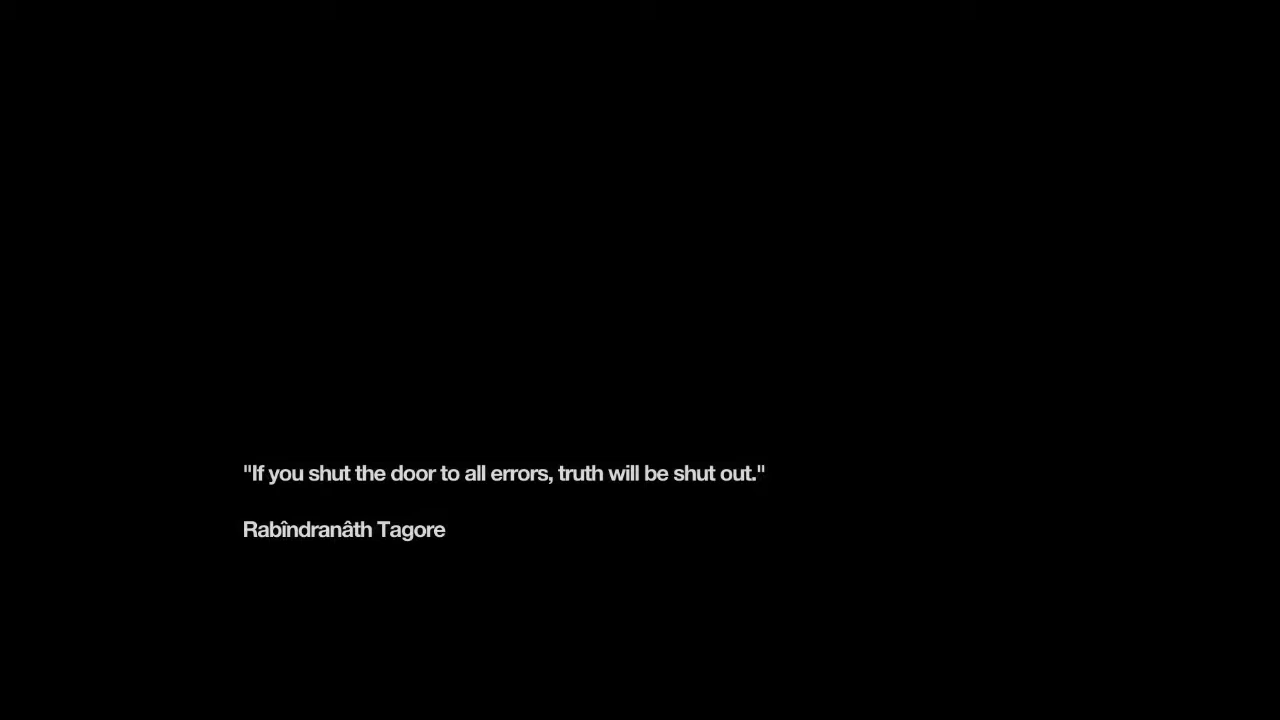 "If you shut the door to all errors, truth will be shut out."
Rabîndranâth Tagore